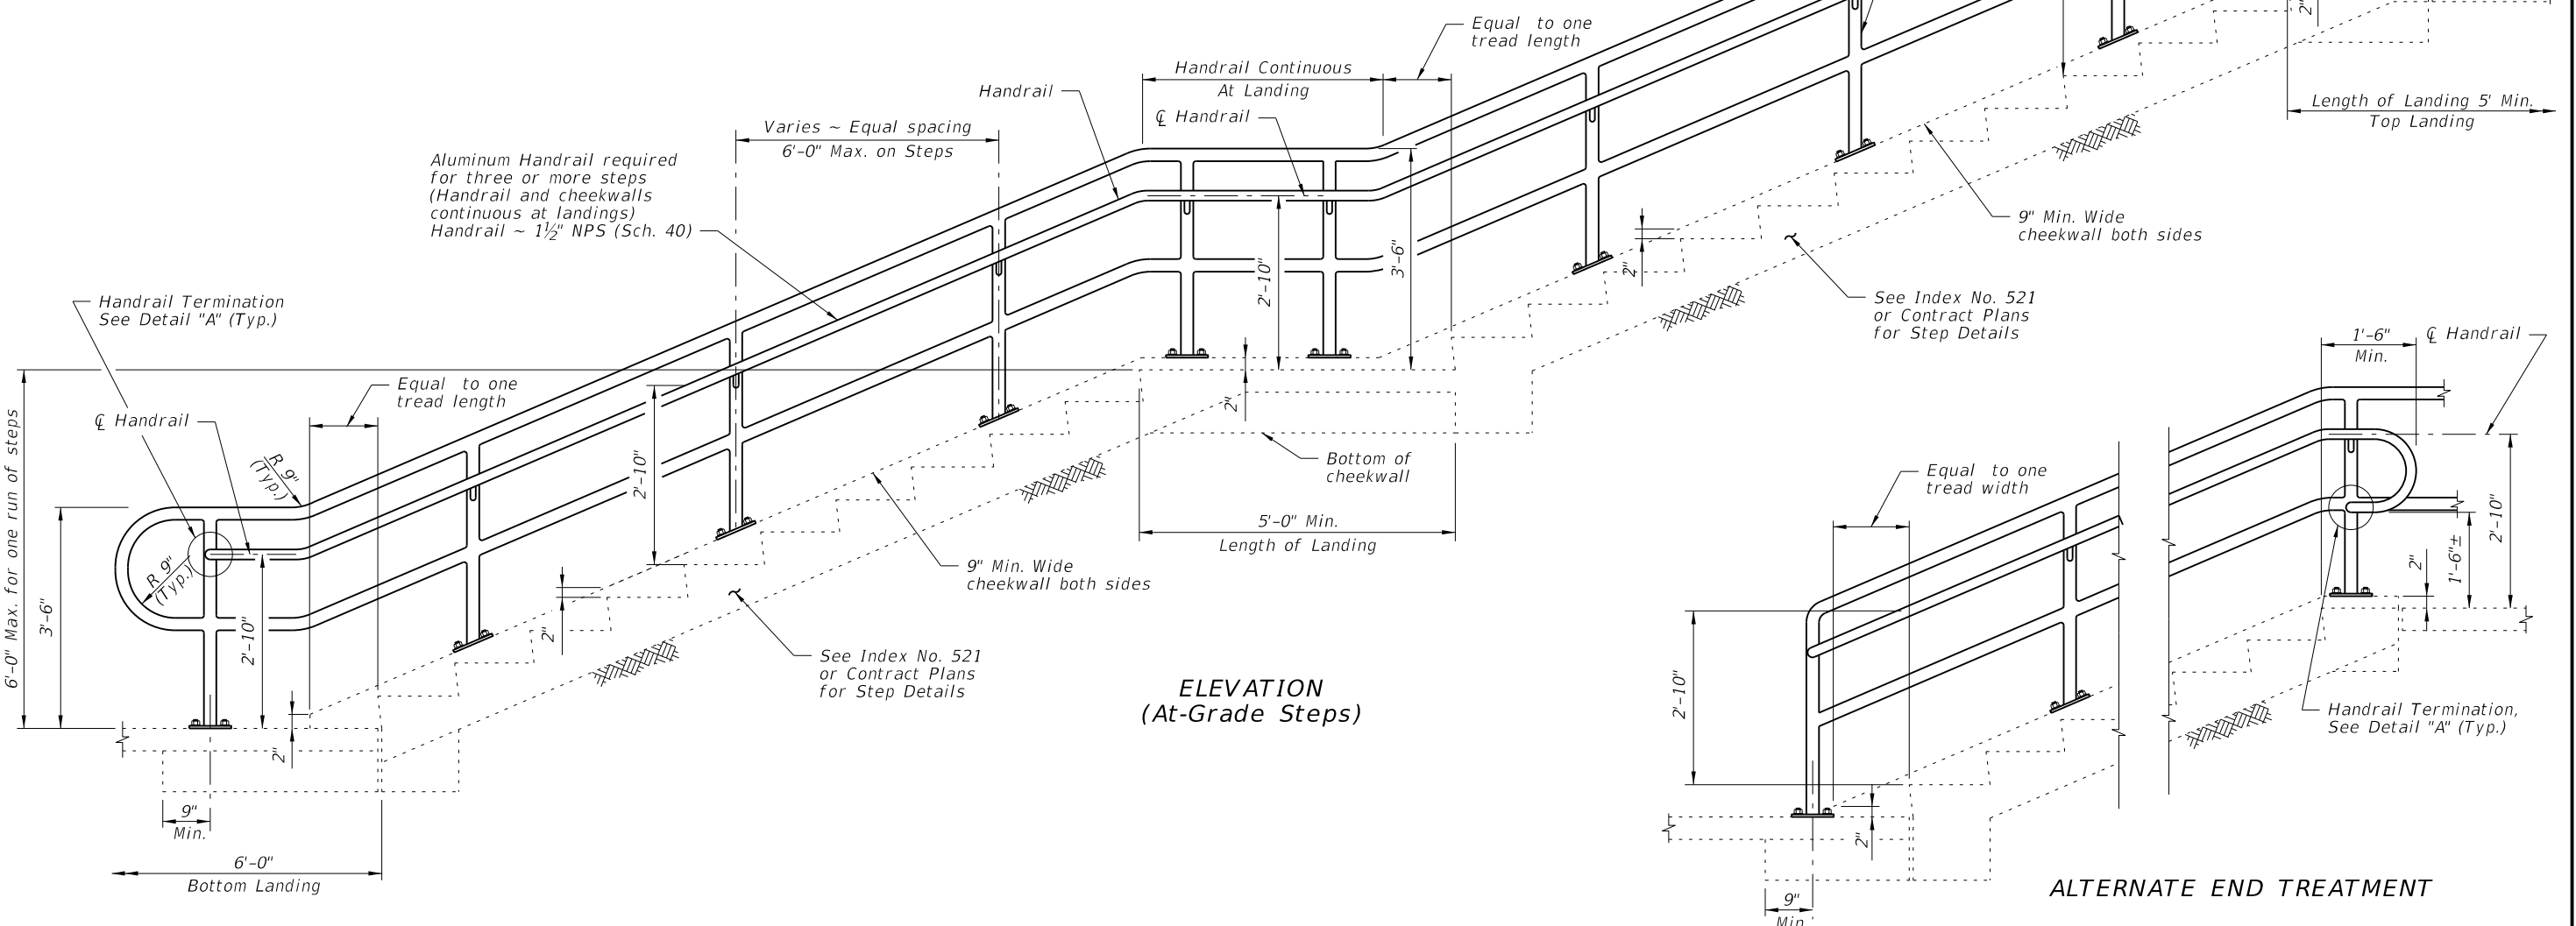 Equal to one
tread length
2"
Handrail Continuous
At Landing
Handrail
℄ Handrail
Length of Landing 5' Min.
Top Landing
Varies ~ Equal spacing
6'-0" Max. on Steps
Aluminum Handrail required
for three or more steps
(Handrail and cheekwalls
continuous at landings)
Handrail ~ 1½" NPS (Sch. 40)
9" Min. Wide
cheekwall both sides
3'-6"
2'-10"
2"
See Index No. 521
or Contract Plans
for Step Details
Handrail Termination
See Detail "A" (Typ.)
1'-6"
Min.
℄ Handrail
Equal to one
tread length
℄ Handrail
2"
R 9"
(Typ.)
2'-10"
Bottom of
cheekwall
Equal to one
tread width
6'-0" Max. for one run of steps
5'-0" Min.
Length of Landing
2'-10"
1'-6"±
2"
R 9"
(Typ.)
9" Min. Wide
cheekwall both sides
3'-6"
2'-10"
2"
See Index No. 521
or Contract Plans
for Step Details
ELEVATION
(At-Grade Steps)
2'-10"
Handrail Termination,
See Detail "A" (Typ.)
2"
9"
Min.
2"
6'-0"
Bottom Landing
ALTERNATE END TREATMENT
9"
Min